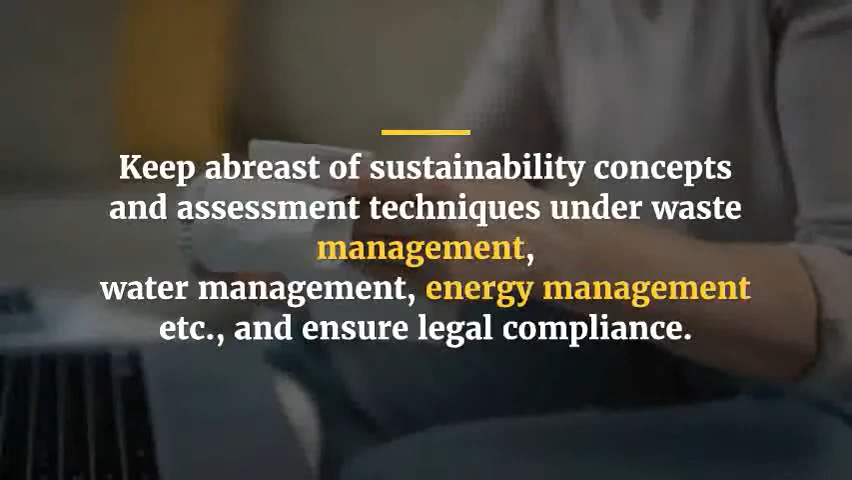 Keep abreast of sustainability concepts
and assessment techniques under waste
management,
water management, energy management
etc., and ensure legal compliance.